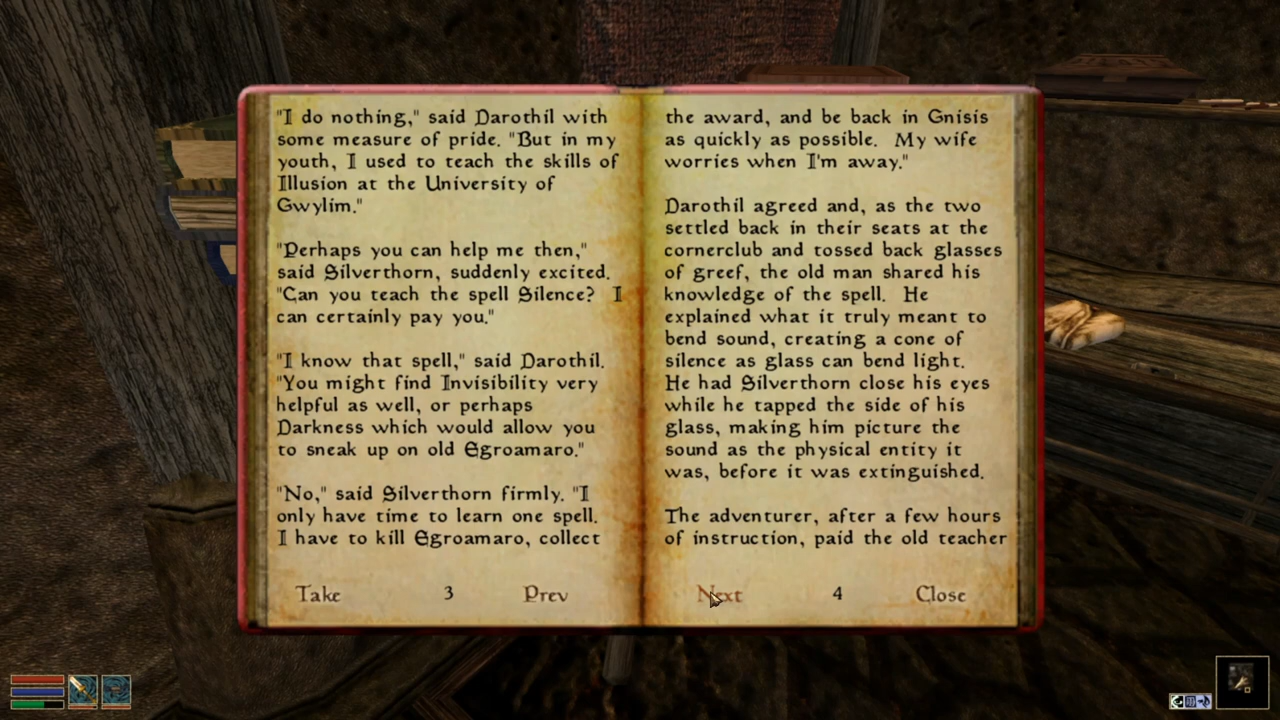 "I do nothing," said Darothil with
some measure of pride. "But in my
youth, I used to teach the skills of
Illusion at the University of
Gwylim."
"Perhaps you can help me then,"
said Silverthorn, suddenly excited.
"Can you teach the spell Silence?  I
can certainly pay you."
"I know that spell," said Darothil.
"You might find Invisibility very
helpful as well, or perhaps
Darkness which would allow you
to sneak up on old Egroamaro."
"No," said Silverthorn firmly. "I
only have time to learn one spell.
I have to kill Egroamaro, collect
Take 3 Prev
the award, and be back in Gnisis
as quickly as possible.  My wife
worries when I'm away."
Darothil agreed and, as the two
settled back in their seats at the
cornerclub and tossed back glasses
of greef, the old man shared his
knowledge of the spell.  He
explained what it truly meant to
bend sound, creating a cone of
silence as glass can bend light.
He had Silverthorn close his eyes
while he tapped the side of his
glass, making him picture the
sound as the physical entity it
was, before it was extinguished.
The adventurer, after a few hours
of instruction, paid the old teacher
Next 4 Close